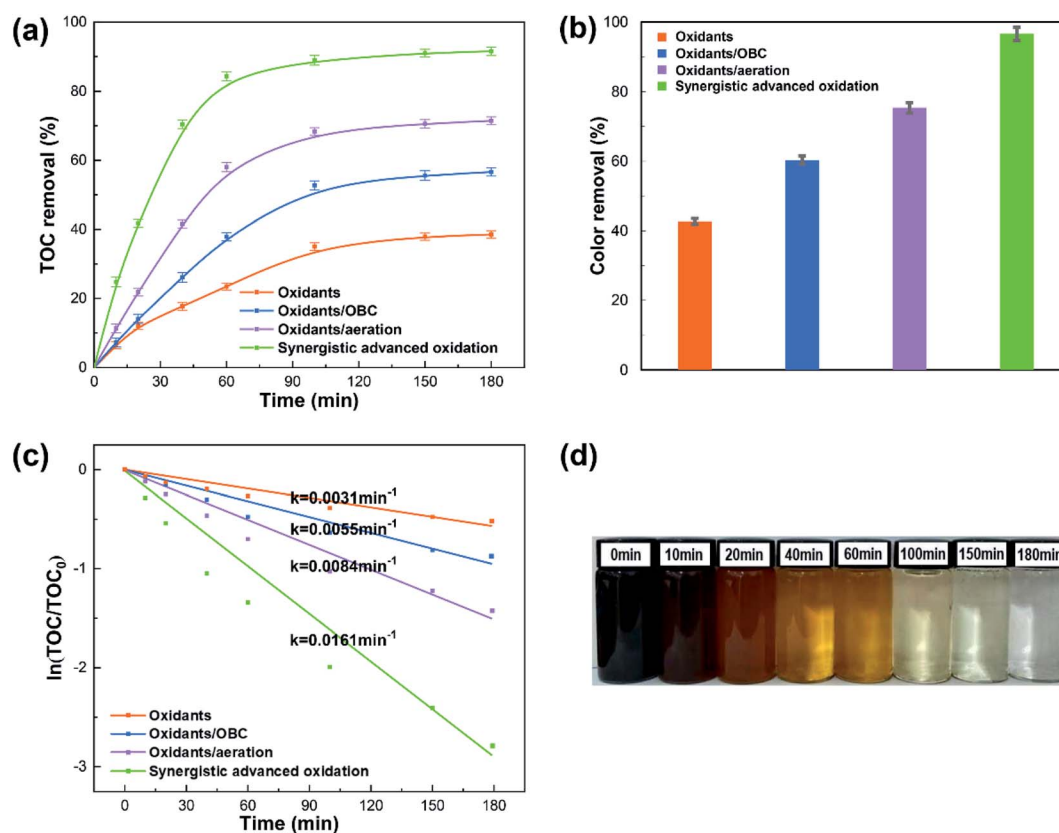 (a)
100
80
60
40
20
0
TOC removal (%)
0 30 60 90 120 150 180
Time (min)
Oxidants
Oxidants/OBC
Oxidants/aeration
Synergistic advanced oxidation
(b)
100
80
60
40
20
0
Color removal (%)
Oxidants
Oxidants/OBC
Oxidants/aeration
Synergistic advanced oxidation
(c)
0
-1
-2
-3
ln(TOC/TOC₀)
k=0.0031min⁻¹
k=0.0055min⁻¹
k=0.0084min⁻¹
k=0.0161min⁻¹
Oxidants
Oxidants/OBC
Oxidants/aeration
Synergistic advanced oxidation
0 30 60 90 120 150 180
Time (min)
(d)
0min 10min 20min 40min 60min 100min 150min 180min